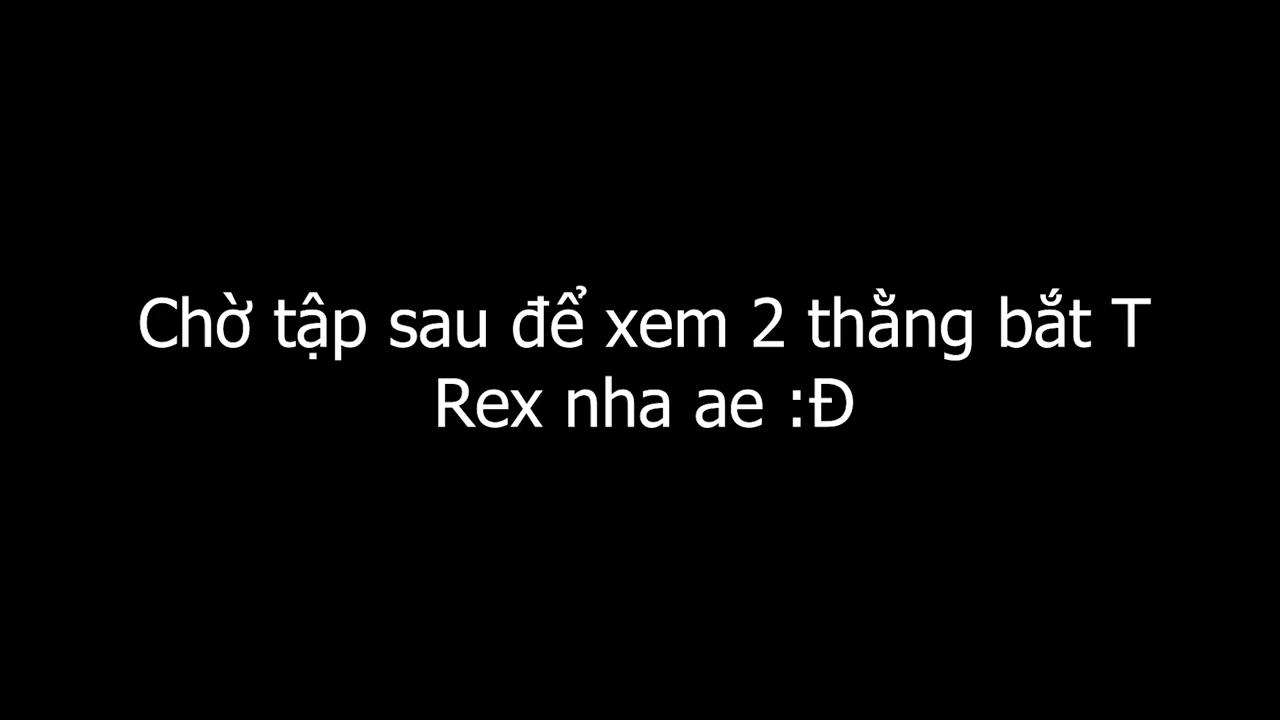 Chờ tập sau để xem 2 thằng bắt T
Rex nha ae :Đ